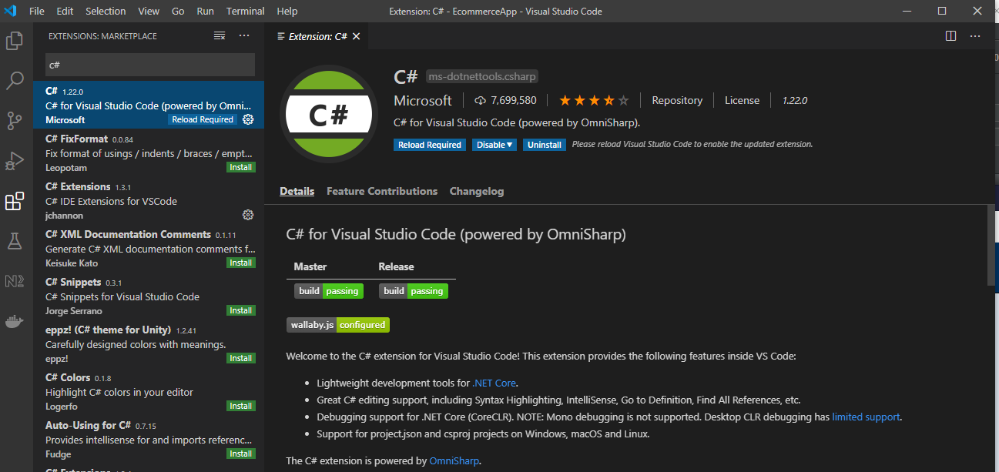 File Edit Selection View Go Run Terminal Help Extension: C# - EcommerceApp - Visual Studio Code
EXTENSIONS: MARKETPLACE
c#
C# 1.22.0
C# for Visual Studio Code (powered by Omni...
Microsoft Reload Required
C# FixFormat 0.0.84
Fix format of usings / indents / braces / empt...
Leopotam Install
C# Extensions 1.3.1
C# IDE Extensions for VSCode
jchannon
C# XML Documentation Comments 0.1.11
Generate C# XML documentation comments f...
Keisuke Kato Install
C# Snippets 0.3.1
C# Snippets for Visual Studio Code
Jorge Serrano Install
eppz! (C# theme for Unity) 1.2.41
Carefully designed colors with meanings.
eppz! Install
C# Colors 0.1.8
Highlight C# colors in your editor
Logerfo Install
Auto-Using for C# 0.7.15
Provides intellisense for and imports referenc...
Fudge Install
C# Extensions
Extension: C#
C#
C# ms-dotnettools.csharp
Microsoft 7,699,580 Repository License 1.22.0
C# for Visual Studio Code (powered by OmniSharp).
Reload Required Disable Uninstall Please reload Visual Studio Code to enable the updated extension.
Details Feature Contributions Changelog
C# for Visual Studio Code (powered by OmniSharp)
Master Release
build passing build passing
wallaby.js configured
Welcome to the C# extension for Visual Studio Code! This extension provides the following features inside VS Code:
Lightweight development tools for .NET Core.
Great C# editing support, including Syntax Highlighting, IntelliSense, Go to Definition, Find All References, etc.
Debugging support for .NET Core (CoreCLR). NOTE: Mono debugging is not supported. Desktop CLR debugging has limited support.
Support for project.json and csproj projects on Windows, macOS and Linux.
The C# extension is powered by OmniSharp.